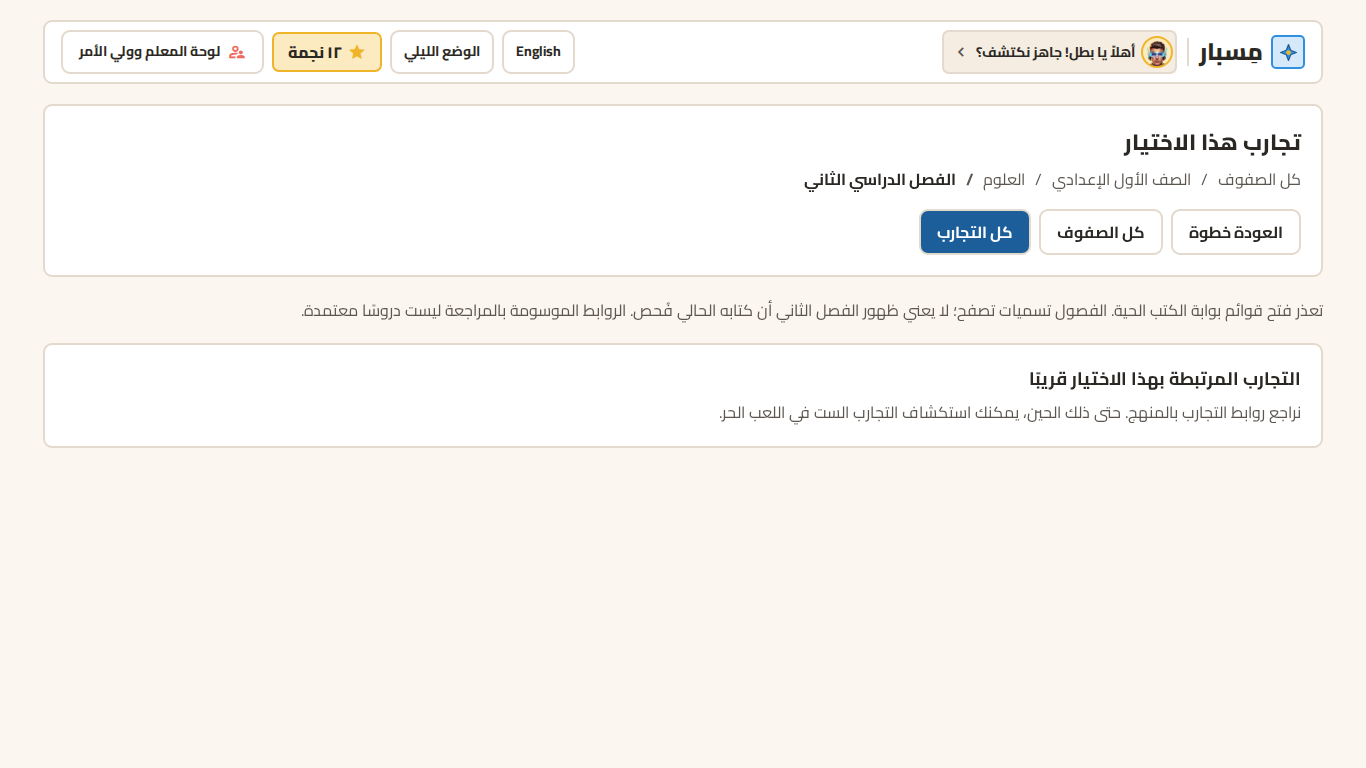 مِسبار
أهلاً يا بطل! جاهز نكتشف؟
English
الوضع الليلي
١٢ نجمة
لوحة المعلم وولي الأمر
تجارب هذا الاختيار
كل الصفوف / الصف الأول الإعدادي / العلوم / الفصل الدراسي الثاني
العودة خطوة
كل الصفوف
كل التجارب
تعذر فتح قوائم بوابة الكتب الحية. الفصول تسميات تصفح؛ لا يعني ظهور الفصل الثاني أن كتابه الحالي فُحص. الروابط الموسومة بالمراجعة ليست دروسًا معتمدة.
التجارب المرتبطة بهذا الاختيار قريبًا
نراجع روابط التجارب بالمنهج. حتى ذلك الحين، يمكنك استكشاف التجارب الست في اللعب الحر.